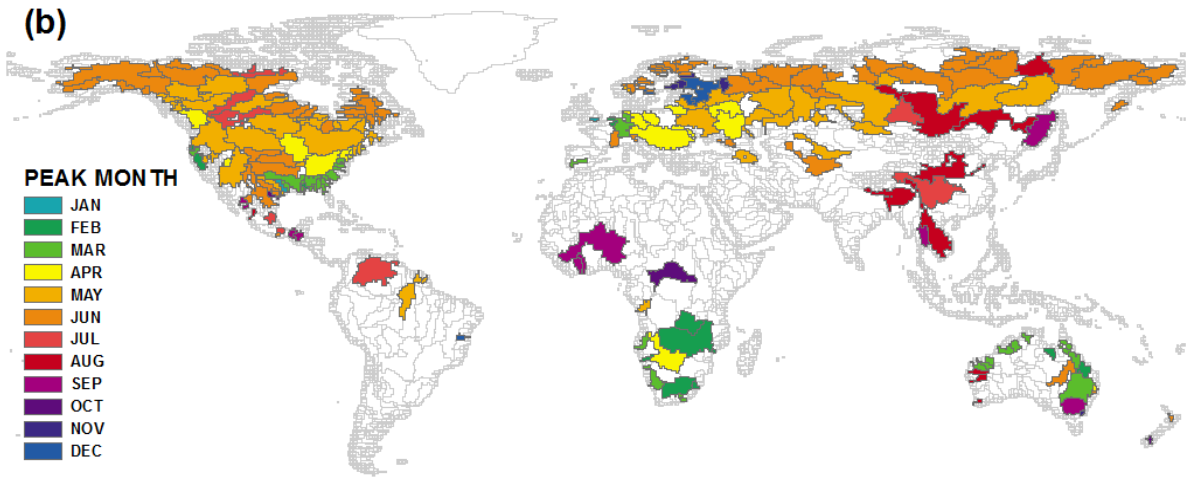 (b)
PEAK MONTH
JAN
FEB
MAR
APR
MAY
JUN
JUL
AUG
SEP
OCT
NOV
DEC